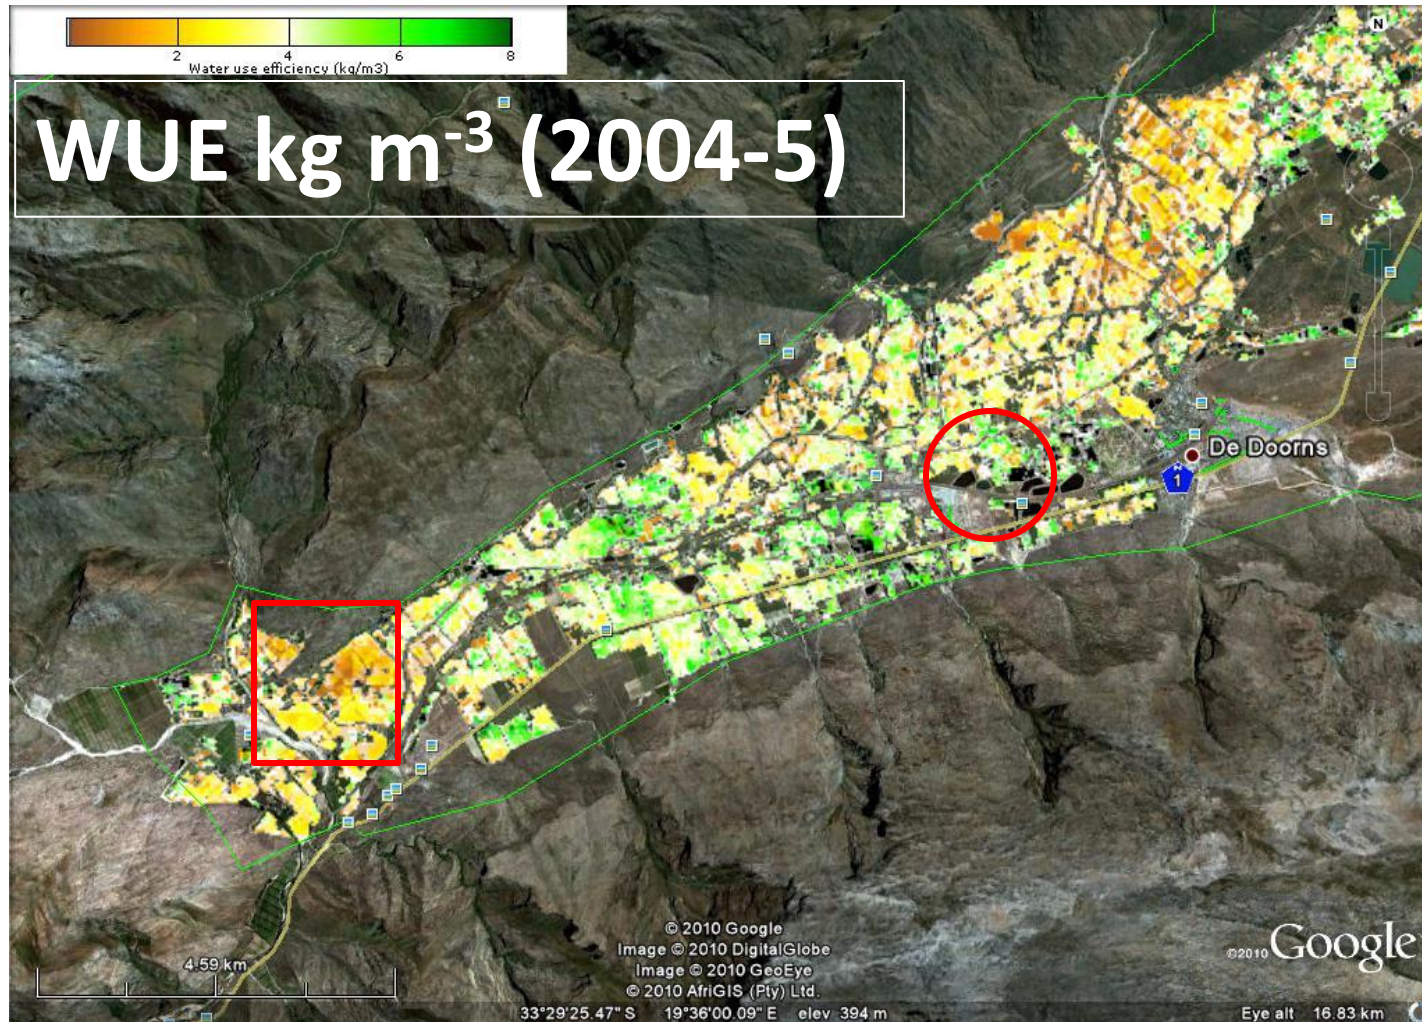 2 4 6 8
Water use efficiency (kg/m3)
WUE kg m-3 (2004-5)
N
De Doorns
1
4.59 km
© 2010 Google
Image © 2010 DigitalGlobe
Image © 2010 GeoEye
© 2010 AfriGIS (Pty) Ltd.
©2010 Google
33°29'25.47" S 19°36'00.09" E elev 394 m
Eye alt 16.83 km